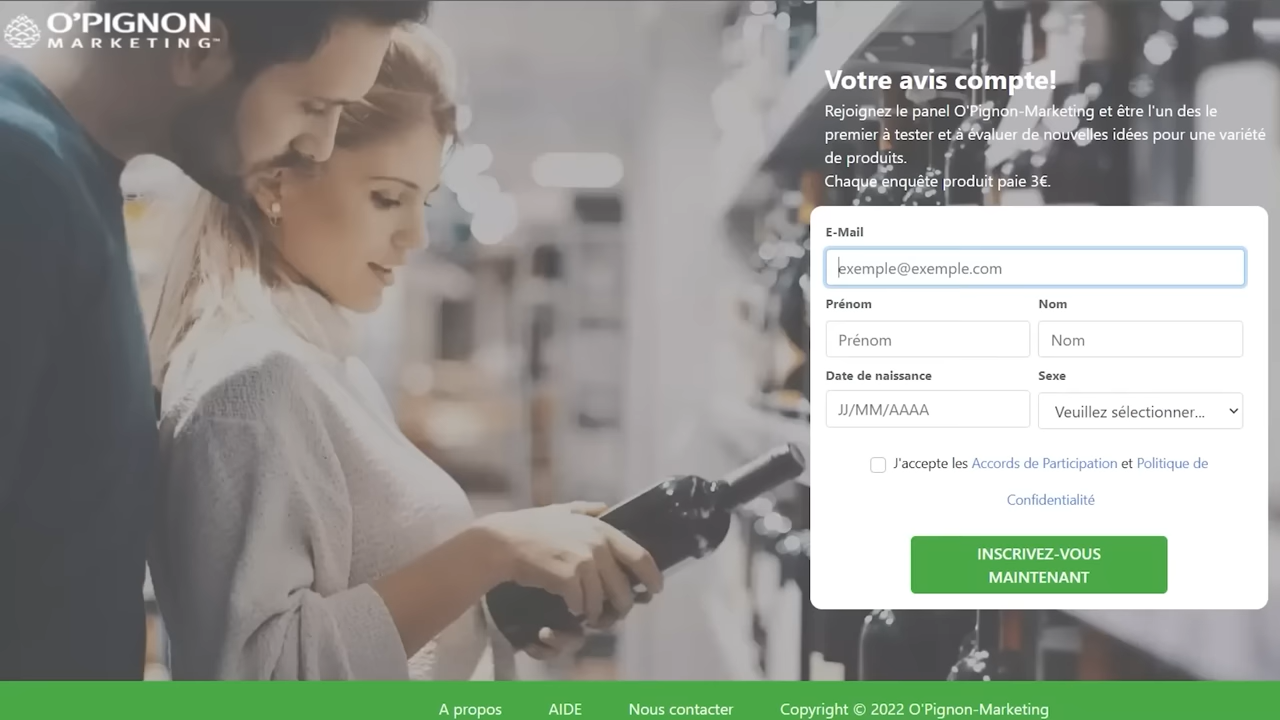 O'PIGNON
MARKETING™
Votre avis compte!
Rejoignez le panel O'Pignon-Marketing et être l'un des le
premier à tester et à évaluer de nouvelles idées pour une variété
de produits.
Chaque enquête produit paie 3€.
E-Mail
exemple@exemple.com
Prénom Nom
Prénom Nom
Date de naissance Sexe
JJ/MM/AAAA Veuillez sélectionner...
J'accepte les Accords de Participation et Politique de
Confidentialité
INSCRIVEZ-VOUS
MAINTENANT
A propos AIDE Nous contacter Copyright © 2022 O'Pignon-Marketing